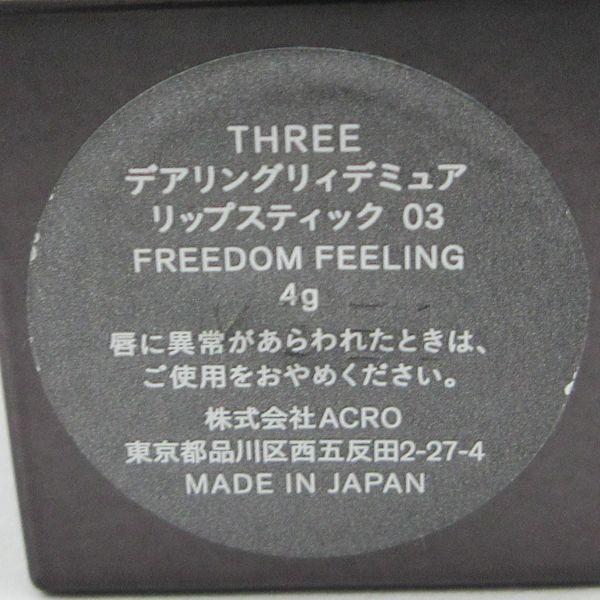 THREE
デアリングリィデミュア
リップスティック 03
FREEDOM FEELING
4g
唇に異常があらわれたときは、
ご使用をおやめください。
株式会社ACRO
東京都品川区西五反田2-27-4
MADE IN JAPAN